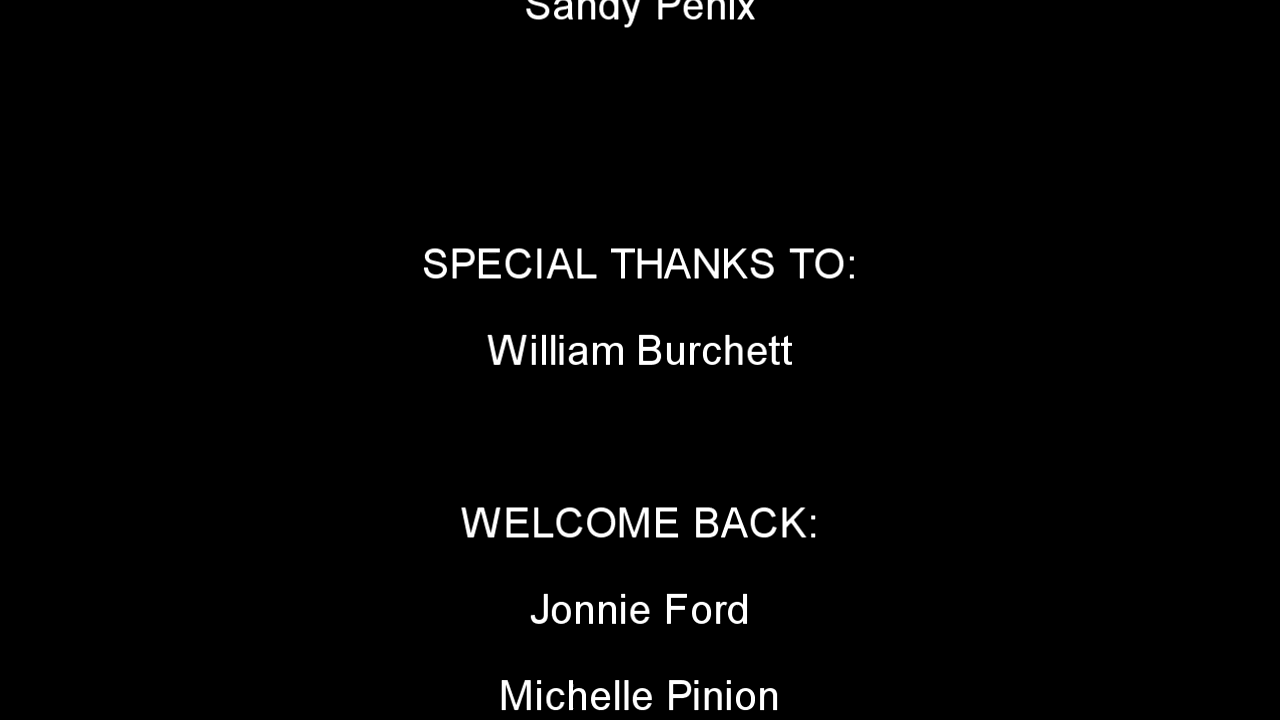 Sandy Penix
SPECIAL THANKS TO:
William Burchett
WELCOME BACK:
Jonnie Ford
Michelle Pinion